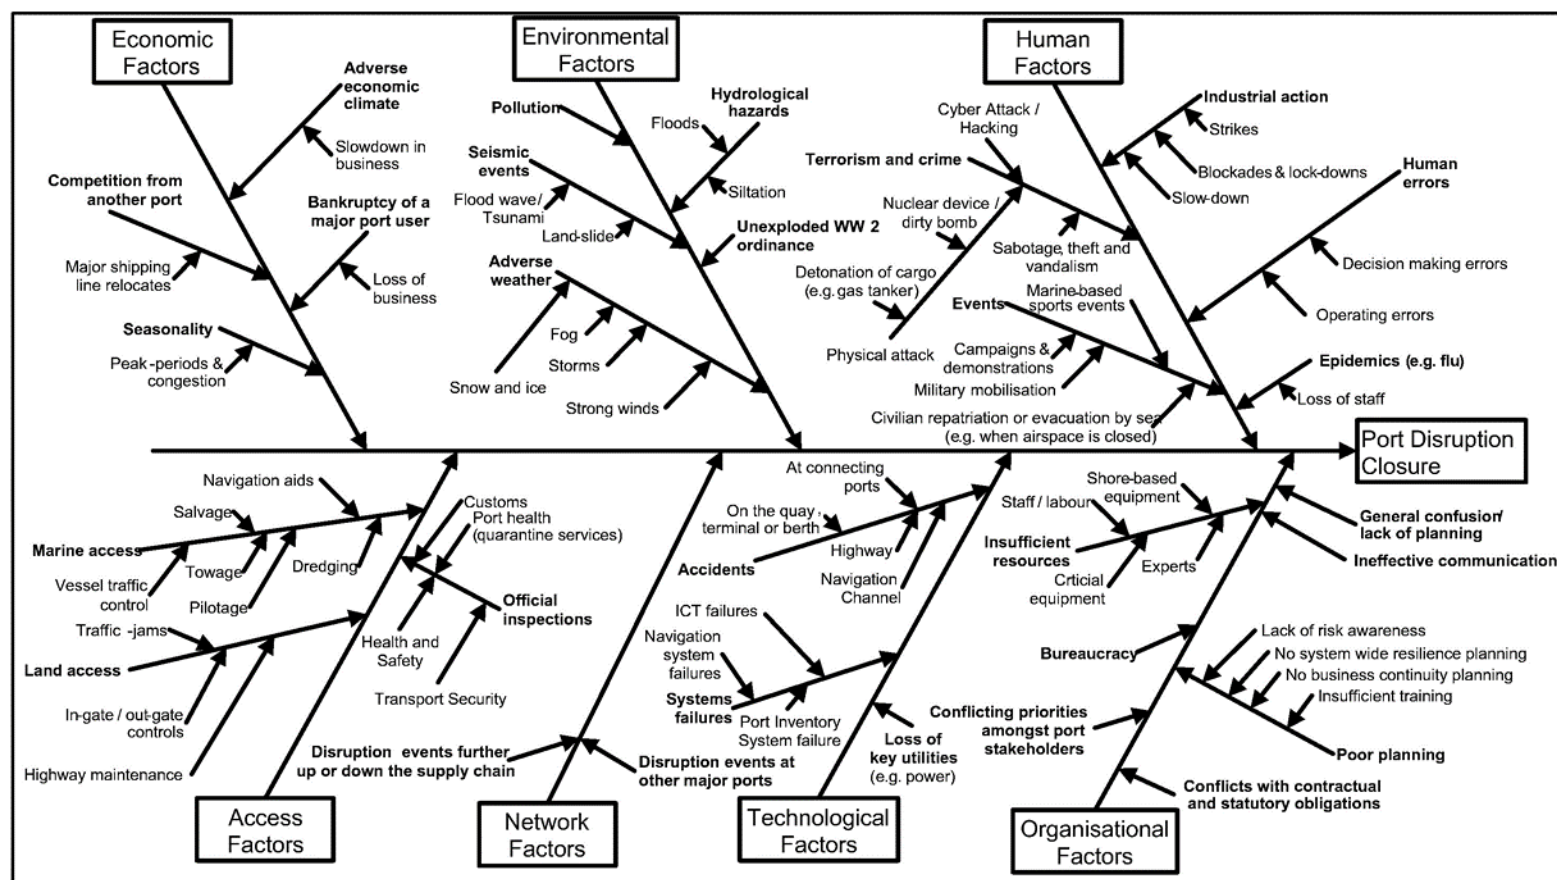 Economic
Factors
Adverse
economic
climate
Slowdown in
business
Competition from
another port
Major shipping
line relocates
Bankruptcy of a
major port user
Loss of
business
Seasonality
Peak-periods &
congestion
Environmental
Factors
Pollution
Hydrological
hazards
Floods
Siltation
Seismic
events
Flood wave/
Tsunami
Land-slide
Unexploded WW 2
ordinance
Adverse
weather
Fog
Storms
Snow and ice
Strong winds
Human
Factors
Industrial action
Strikes
Blockades & lock-downs
Slow-down
Cyber Attack /
Hacking
Terrorism and crime
Nuclear device /
dirty bomb
Sabotage, theft and
vandalism
Detonation of cargo
(e.g. gas tanker)
Physical attack
Human
errors
Decision making errors
Operating errors
Events
Marine-based
sports events
Campaigns &
demonstrations
Military mobilisation
Civilian repatriation or evacuation by sea
(e.g. when airspace is closed)
Epidemics (e.g. flu)
Loss of staff
Port Disruption
Closure
Navigation aids
Salvage
Marine access
Vessel traffic
control
Towage
Pilotage
Dredging
Customs
Port health
(quarantine services)
Official
inspections
Health and
Safety
Transport Security
Traffic -jams
Land access
In-gate / out-gate
controls
Highway maintenance
Access
Factors
Disruption events further
up or down the supply chain
Disruption events at
other major ports
Network
Factors
At connecting
ports
On the quay,
terminal or berth
Accidents
Highway
Navigation
Channel
ICT failures
Navigation
system
failures
Systems
failures
Port Inventory
System failure
Loss of
key utilities
(e.g. power)
Technological
Factors
Shore-based
equipment
Staff / labour
Insufficient
resources
Crticial
equipment
Experts
General confusion/
lack of planning
Ineffective communication
Bureaucracy
Lack of risk awareness
No system wide resilience planning
No business continuity planning
Insufficient training
Poor planning
Conflicting priorities
amongst port
stakeholders
Conflicts with contractual
and statutory obligations
Organisational
Factors